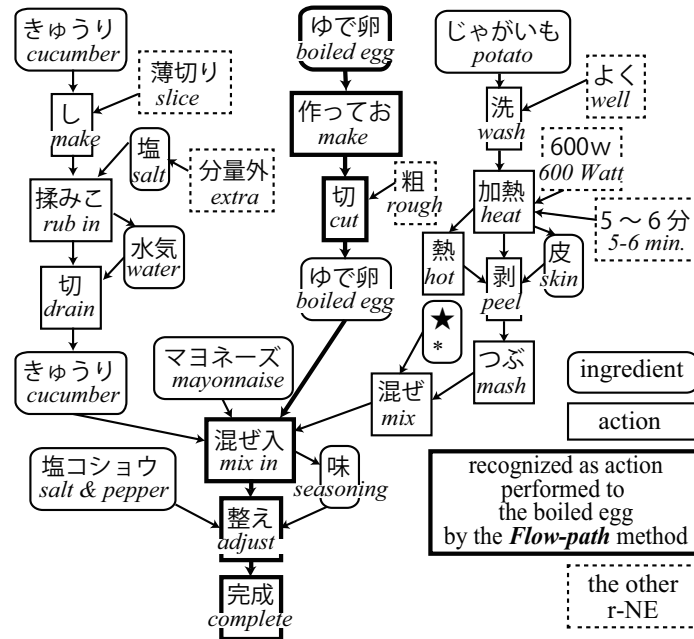 きゅうり
cucumber
薄切り
slice
し
make
塩
salt
分量外
extra
揉みこ
rub in
水気
water
切
drain
きゅうり
cucumber
ゆで卵
boiled egg
作ってお
make
切
cut
粗
rough
ゆで卵
boiled egg
じゃがいも
potato
よく
well
洗
wash
600w
600 Watt
加熱
heat
5～6分
5-6 min.
熱
hot
皮
skin
剥
peel
★
*
つぶ
mash
混ぜ
mix
マヨネーズ
mayonnaise
混ぜ入
mix in
塩コショウ
salt & pepper
味
seasoning
整え
adjust
完成
complete
ingredient
action
recognized as action
performed to
the boiled egg
by the Flow-path method
the other
r-NE